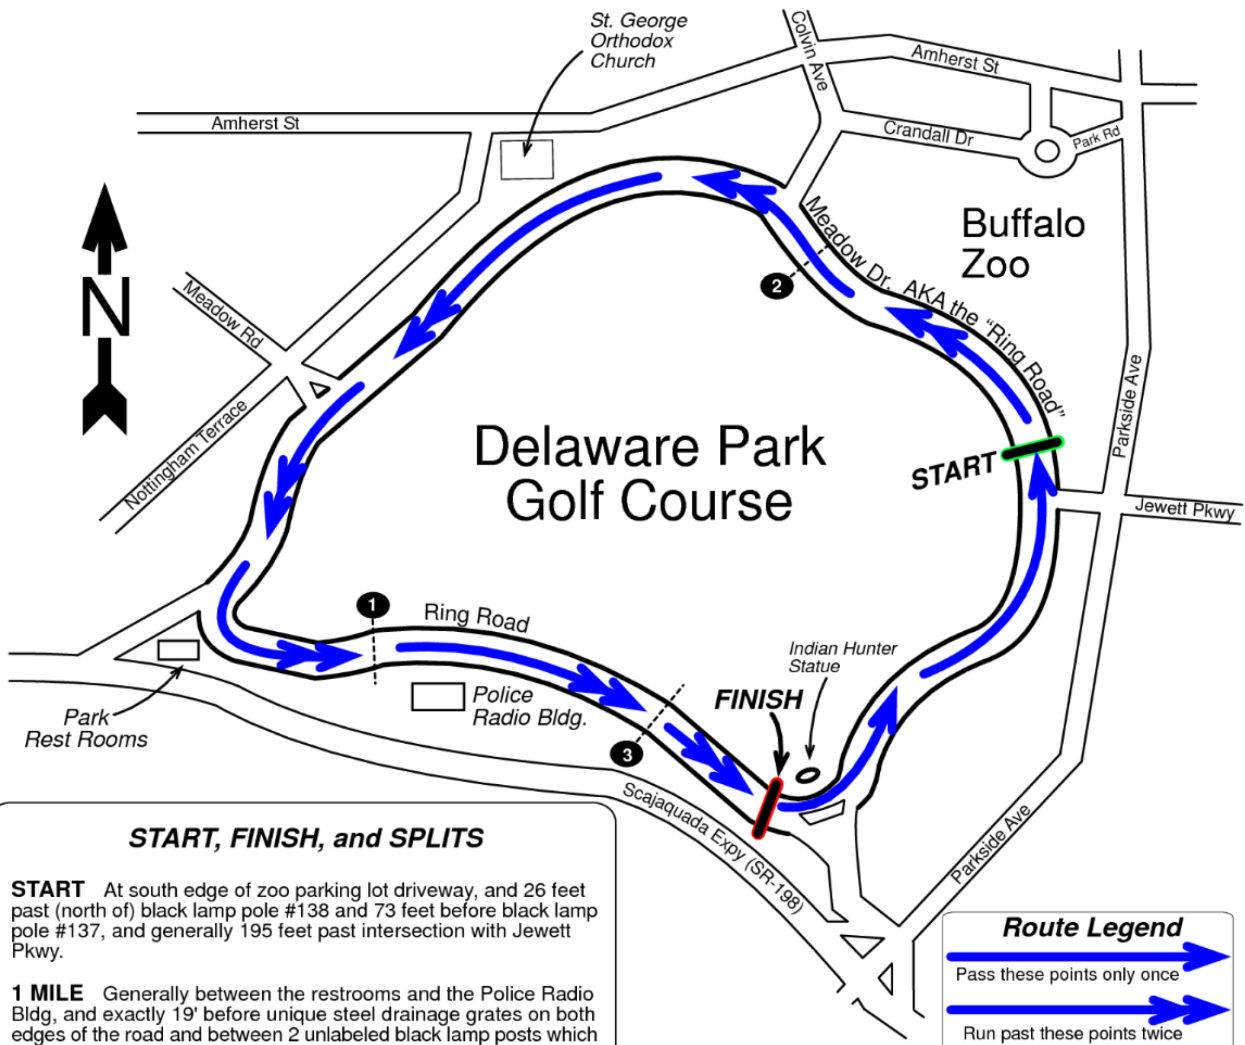 St. George
Orthodox
Church
Colvin Ave
Amherst St
Amherst St
Crandall Dr
Park Rd
Buffalo
Zoo
Meadow Dr. AKA the "Ring Road"
2
N
Meadow Rd
Nottingham Terrace
Delaware Park
Golf Course
START
Parkside Ave
Jewett Pkwy
1
Ring Road
Indian Hunter
Statue
FINISH
Police
Radio Bldg.
Park
Rest Rooms
3
Scajaquada Expy (SR-198)
Parkside Ave
START, FINISH, and SPLITS
START At south edge of zoo parking lot driveway, and 26 feet
past (north of) black lamp pole #138 and 73 feet before black lamp
pole #137, and generally 195 feet past intersection with Jewett
Pkwy.
1 MILE Generally between the restrooms and the Police Radio
Bldg, and exactly 19' before unique steel drainage grates on both
edges of the road and between 2 unlabeled black lamp posts which
Route Legend
Pass these points only once
Run past these points twice